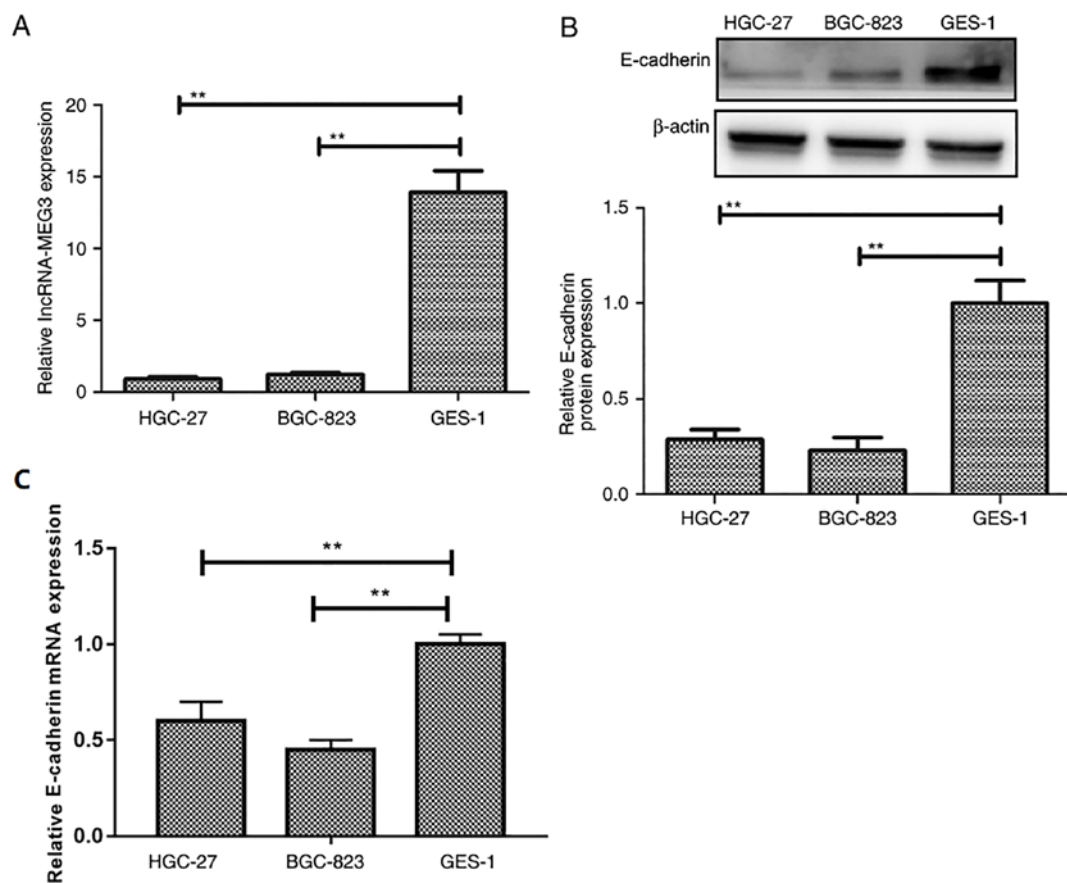 A
Relative lncRNA-MEG3 expression
20
15
10
5
0
**
**
HGC-27 BGC-823 GES-1
B
HGC-27 BGC-823 GES-1
E-cadherin
β-actin
Relative E-cadherin
protein expression
1.5
1.0
0.5
0.0
**
**
HGC-27 BGC-823 GES-1
C
Relative E-cadherin mRNA expression
1.5
1.0
0.5
0.0
**
**
HGC-27 BGC-823 GES-1